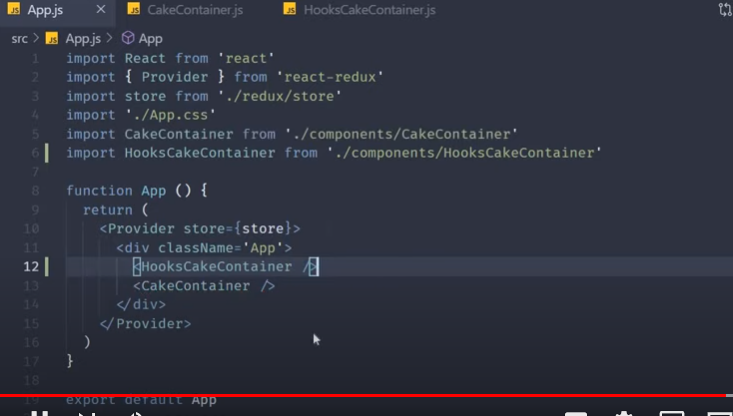 JS App.js × JS CakeContainer.js JS HooksCakeContainer.js
src > JS App.js > App
1 import React from 'react'
2 import { Provider } from 'react-redux'
3 import store from './redux/store'
4 import './App.css'
5 import CakeContainer from './components/CakeContainer'
6 import HooksCakeContainer from './components/HooksCakeContainer'
7
8 function App () {
9 return (
10 <Provider store={store}>
11 <div className='App'>
12 <HooksCakeContainer />
13 <CakeContainer />
14 </div>
15 </Provider>
16 )
17 }
18
19 export default App